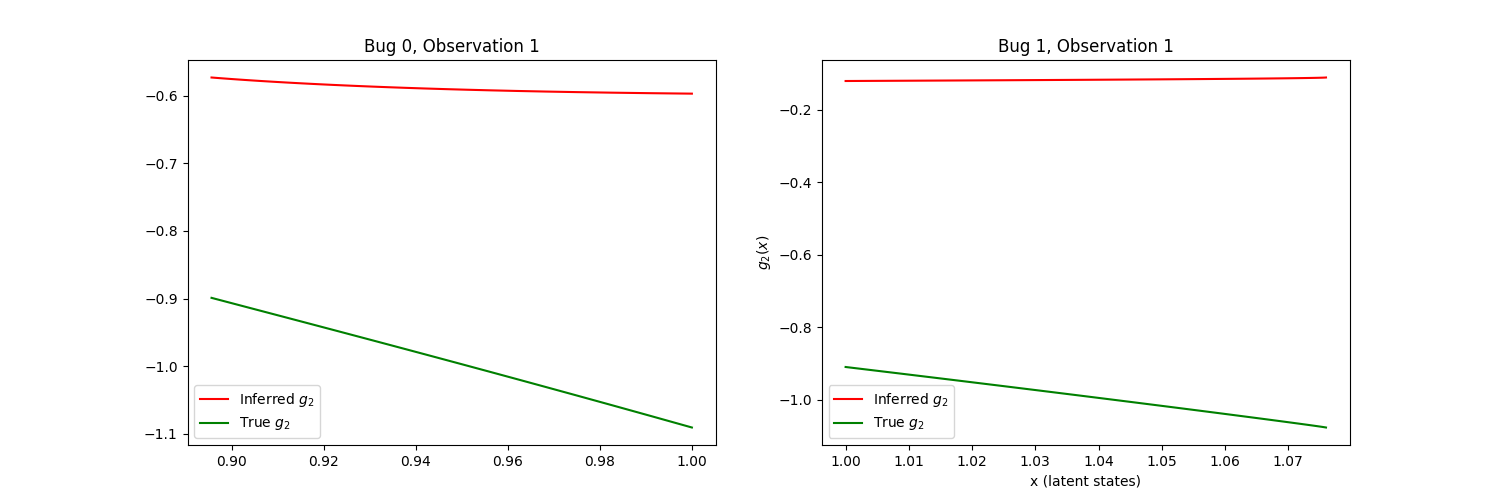 Bug 0, Observation 1
−0.6
−0.7
−0.8
−0.9
−1.0
−1.1
Inferred g₂
True g₂
0.90 0.92 0.94 0.96 0.98 1.00
Bug 1, Observation 1
g₂(x)
−0.2
−0.4
−0.6
−0.8
−1.0
Inferred g₂
True g₂
1.00 1.01 1.02 1.03 1.04 1.05 1.06 1.07
x (latent states)